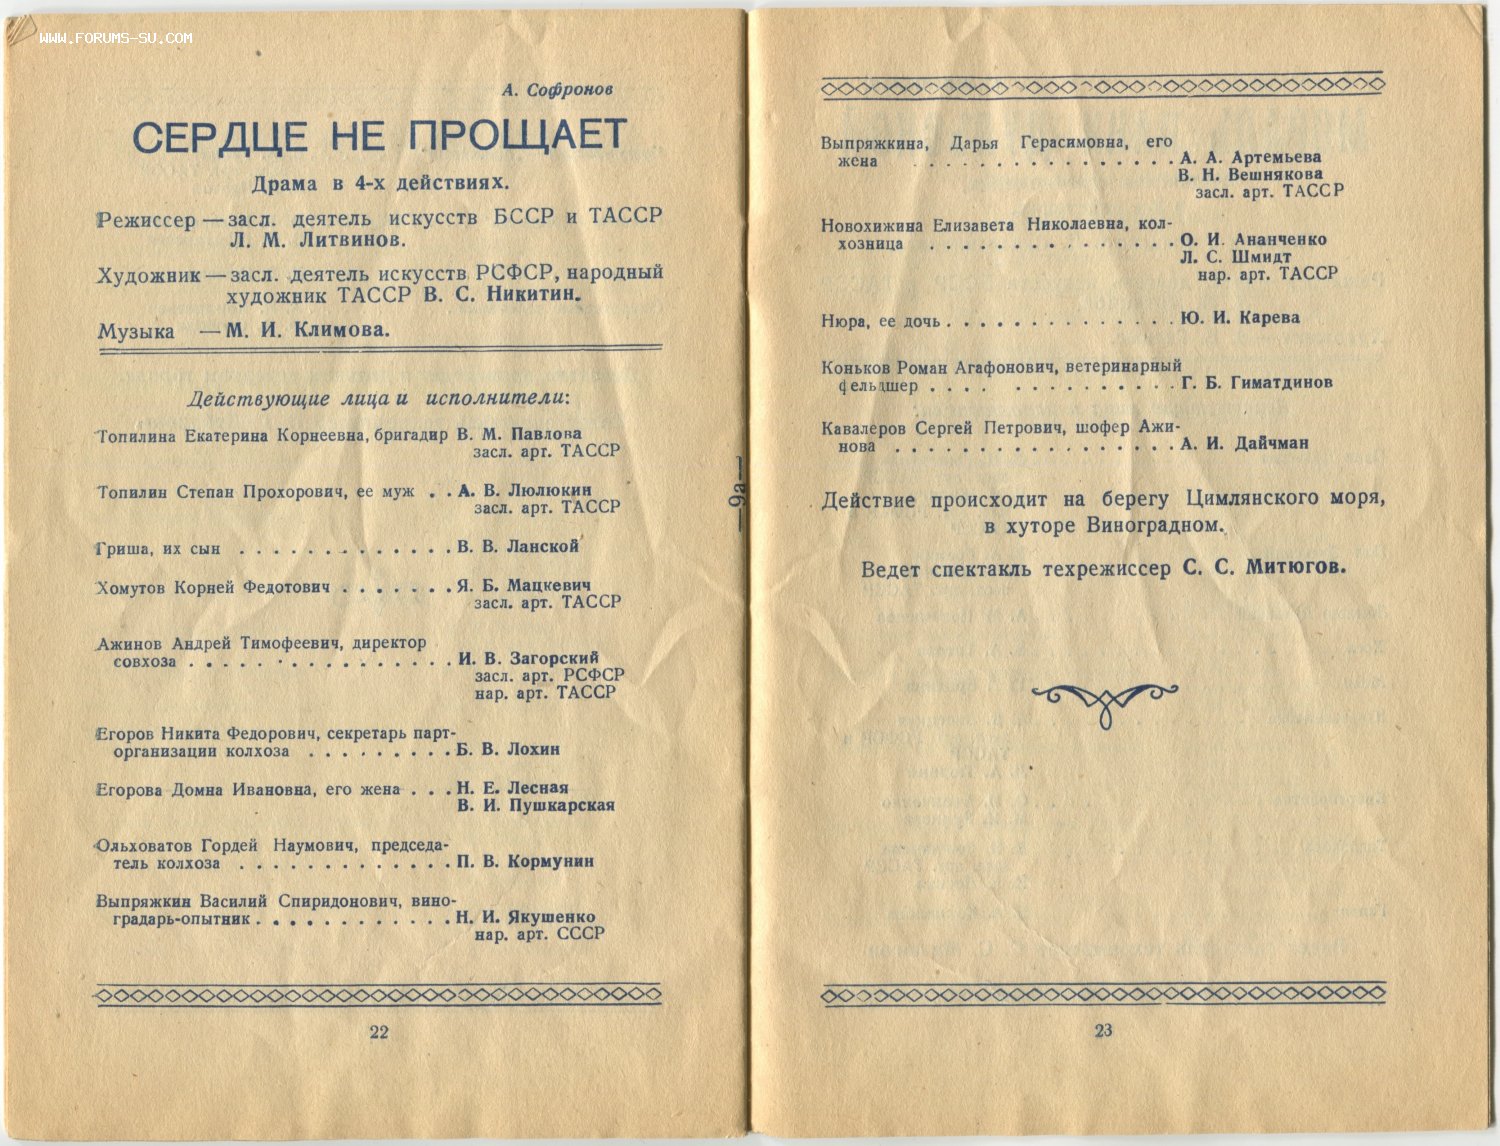 WWW.FORUMS-SU.COM
А. Софронов
СЕРДЦЕ НЕ ПРОЩАЕТ
Драма в 4-х действиях.
Режиссер — засл. деятель искусств БССР и ТАССР
Л. М. Литвинов.
Художник — засл. деятель искусств РСФСР, народный
художник ТАССР В. С. Никитин.
Музыка — М. И. Климова.
Действующие лица и исполнители:
Топилина Екатерина Корнеевна, бригадир В. М. Павлова
засл. арт. ТАССР
Топилин Степан Прохорович, ее муж . . А. В. Люлюкин
засл. арт. ТАССР
Гриша, их сын . . . . . . . . . . . . . В. В. Ланской
Хомутов Корней Федотович . . . . . . . Я. Б. Мацкевич
засл. арт. ТАССР
Ажинов Андрей Тимофеевич, директор
совхоза . . . . . . . . . . . . . . . . И. В. Загорский
засл. арт. РСФСР
нар. арт. ТАССР
Егоров Никита Федорович, секретарь парт-
организации колхоза . . . . . . . . . Б. В. Лохин
Егорова Домна Ивановна, его жена . . . Н. Е. Лесная
В. И. Пушкарская
Ольховатов Гордей Наумович, председа-
тель колхоза . . . . . . . . . . . . . П. В. Кормунин
Выпряжкин Василий Спиридонович, вино-
градарь-опытник . . . . . . . . . . . . Н. И. Якушенко
нар. арт. СССР
22
—9а—
Выпряжкина, Дарья Герасимовна, его
жена . . . . . . . . . . . . . . . . А. А. Артемьева
В. Н. Вешнякова
засл. арт. ТАССР
Новохижина Елизавета Николаевна, кол-
хозница . . . . . . . . . . . . . . . О. И. Ананченко
Л. С. Шмидт
нар. арт. ТАССР
Нюра, ее дочь . . . . . . . . . . . . . . Ю. И. Карева
Коньков Роман Агафонович, ветеринарный
фельдшер . . . . . . . . . . . . . . Г. Б. Гиматдинов
Кавалеров Сергей Петрович, шофер Ажи-
нова . . . . . . . . . . . . . . . . . А. И. Дайчман
Действие происходит на берегу Цимлянского моря,
в хуторе Виноградном.
Ведет спектакль техрежиссер С. С. Митюгов.
23